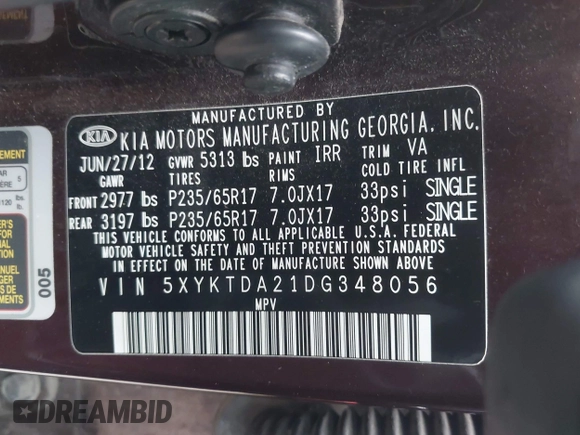 MANUFACTURED BY
KIA KIA MOTORS MANUFACTURING GEORGIA, INC.
JUN/27/12 GVWR 5313 lbs PAINT IRR TRIM VA
GAWR TIRES RIMS COLD TIRE INFL
FRONT 2977 lbs P235/65R17 7.0JX17 33psi SINGLE
REAR 3197 lbs P235/65R17 7.0JX17 33psi SINGLE
THIS VEHICLE CONFORMS TO ALL APPLICABLE U.S.A. FEDERAL
MOTOR VEHICLE SAFETY AND THEFT PREVENTION STANDARDS
IN EFFECT ON THE DATE OF MANUFACTURE SHOWN ABOVE
VIN 5XYKTDA21DG348056
MPV
5
005
DREAMBID